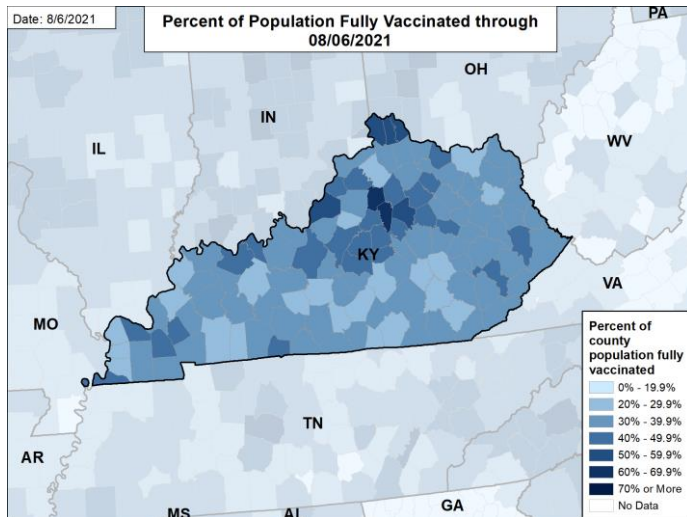 Date: 8/6/2021
Percent of Population Fully Vaccinated through
08/06/2021
PA
OH
IN
IL
WV
KY
VA
MO
TN
AR
MS
AL
GA
Percent of
county
population fully
vaccinated
0% - 19.9%
20% - 29.9%
30% - 39.9%
40% - 49.9%
50% - 59.9%
60% - 69.9%
70% or More
No Data